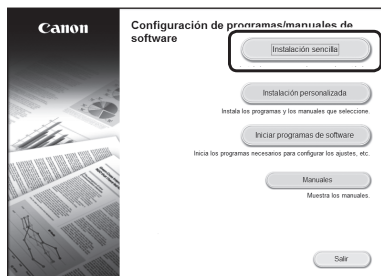 Canon
Configuración de programas/manuales de
software
Instalación sencilla
Instalación personalizada
Instala los programas y los manuales que seleccione.
Iniciar programas de software
Inicia los programas necesarios para configurar los ajustes, etc.
Manuales
Muestra los manuales.
Salir